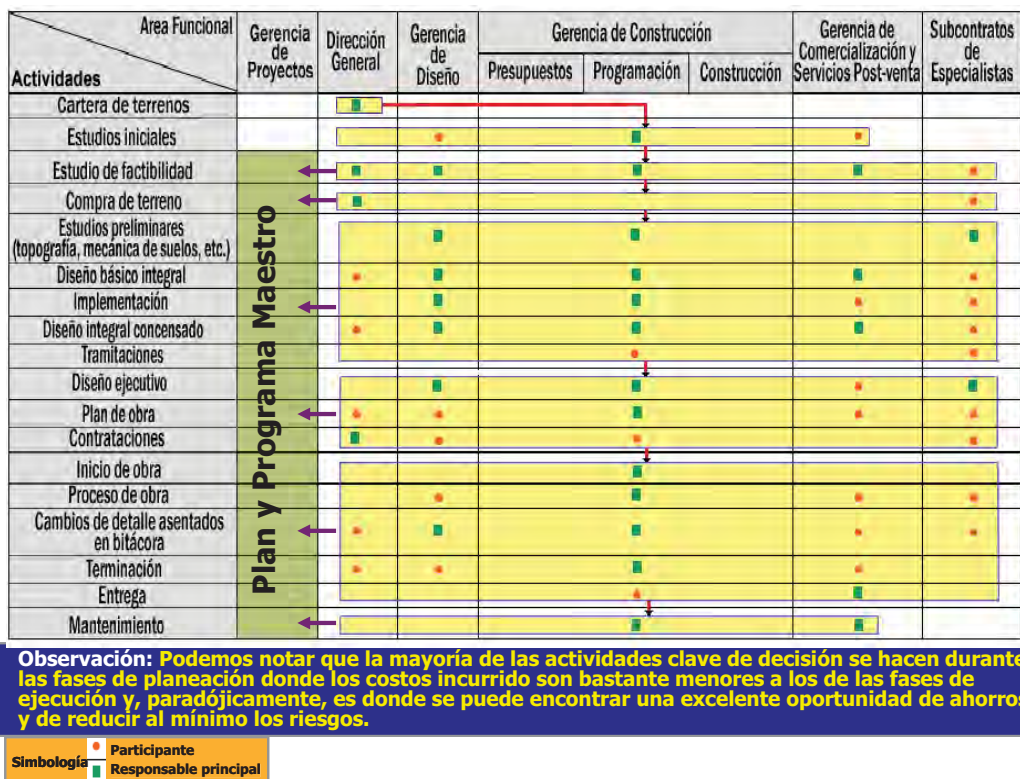 Area Funcional
Actividades
Gerencia
de
Proyectos
Dirección
General
Gerencia
de
Diseño
Gerencia de Construcción
Presupuestos
Programación
Construcción
Gerencia de
Comercialización y
Servicios Post-venta
Subcontratos
de
Especialistas
Cartera de terrenos
Estudios iniciales
Estudio de factibilidad
Compra de terreno
Estudios preliminares
(topografía, mecánica de suelos, etc.)
Diseño básico integral
Implementación
Diseño integral concensado
Tramitaciones
Diseño ejecutivo
Plan de obra
Contrataciones
Inicio de obra
Proceso de obra
Cambios de detalle asentados
en bitácora
Terminación
Entrega
Mantenimiento
Plan y Programa Maestro
Observación: Podemos notar que la mayoría de las actividades clave de decisión se hacen durante
las fases de planeación donde los costos incurrido son bastante menores a los de las fases de
ejecución y, paradójicamente, es donde se puede encontrar una excelente oportunidad de ahorros
y de reducir al mínimo los riesgos.
Simbología
Participante
Responsable principal